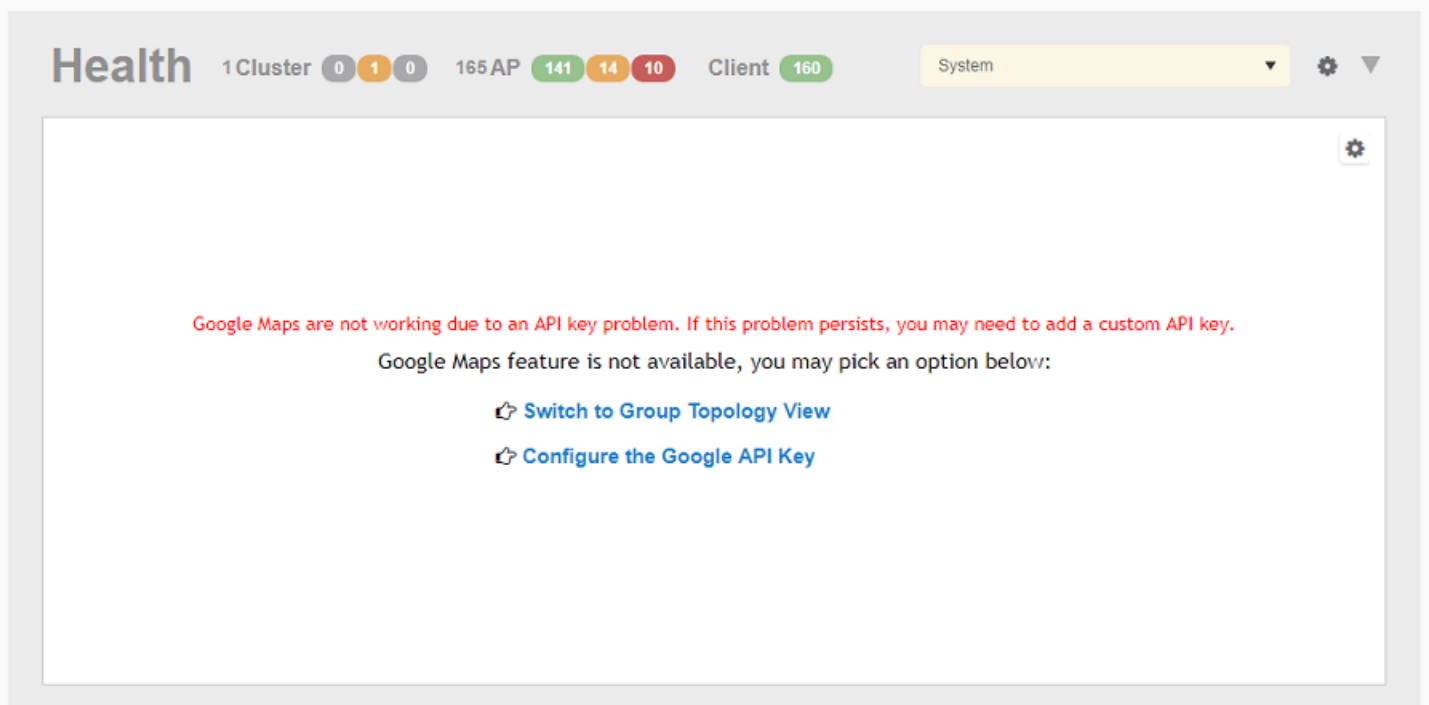 Health 1 Cluster 0 1 0 165 AP 141 14 10 Client 160 System
Google Maps are not working due to an API key problem. If this problem persists, you may need to add a custom API key.
Google Maps feature is not available, you may pick an option below:
Switch to Group Topology View
Configure the Google API Key